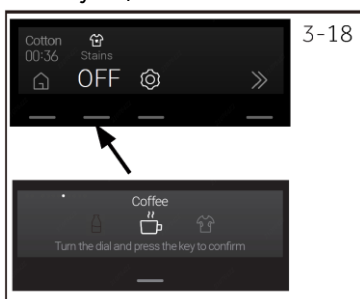 3-18
Cotton
00:36
Stains
OFF
Coffee
Turn the dial and press the key to confirm